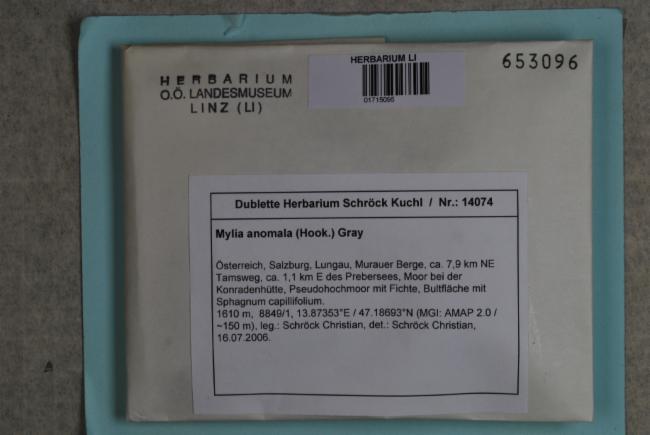 HERBARIUM
O.Ö. LANDESMUSEUM
LINZ (LI)
HERBARIUM LI
01715095
653096
Dublette Herbarium Schröck Kuchl / Nr.: 14074
Mylia anomala (Hook.) Gray
Österreich, Salzburg, Lungau, Murauer Berge, ca. 7,9 km NE
Tamsweg, ca. 1,1 km E des Prebersees, Moor bei der
Konradenhütte, Pseudohochmoor mit Fichte, Bultfläche mit
Sphagnum capillifolium.
1610 m, 8849/1, 13.87353°E / 47.18693°N (MGI: AMAP 2.0 /
~150 m), leg.: Schröck Christian, det.: Schröck Christian,
16.07.2006.